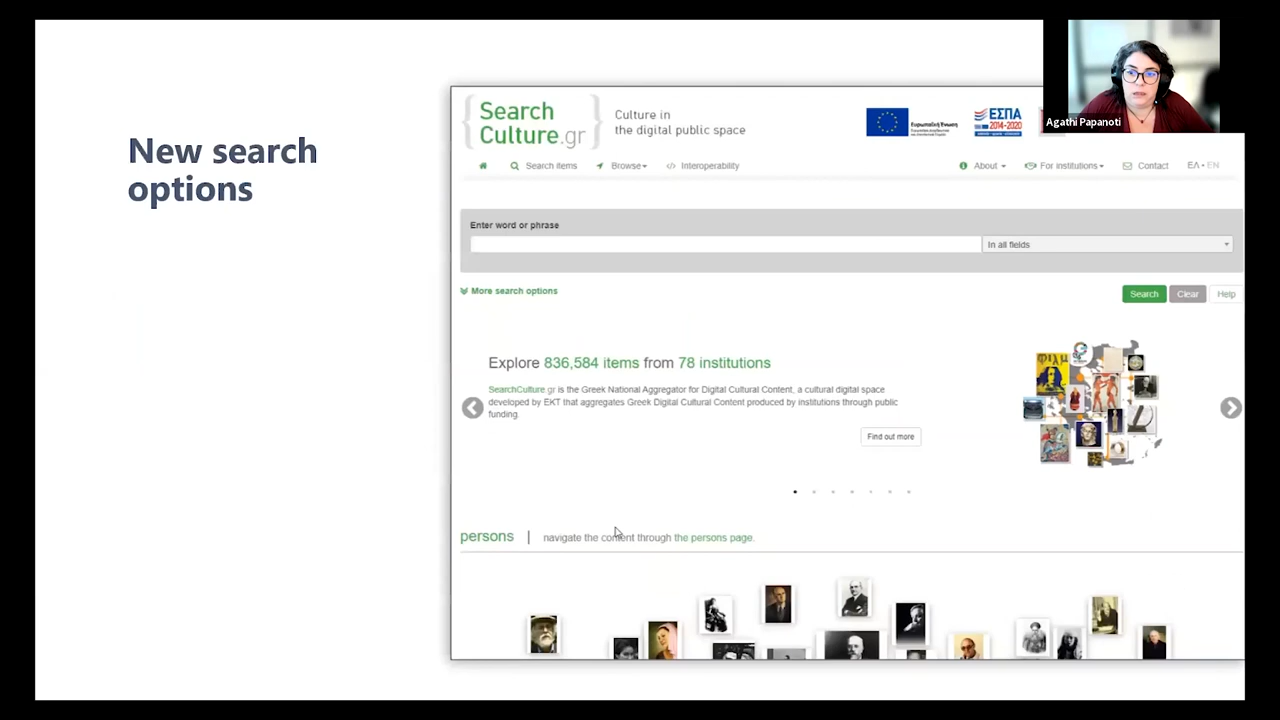 New search
options
Search
Culture.gr
Culture in
the digital public space
Ευρωπαϊκή Ένωση
ΕΣΠΑ
2014-2020
Agathi Papanoti
Search items
Browse
Interoperability
About
For institutions
Contact
ΕΛ • EN
Enter word or phrase
In all fields
More search options
Search
Clear
Help
Explore 836,584 items from 78 institutions
SearchCulture.gr is the Greek National Aggregator for Digital Cultural Content, a cultural digital space
developed by EKT that aggregates Greek Digital Cultural Content produced by institutions through public
funding.
Find out more
ΦΙΛΜ
persons | navigate the content through the persons page.